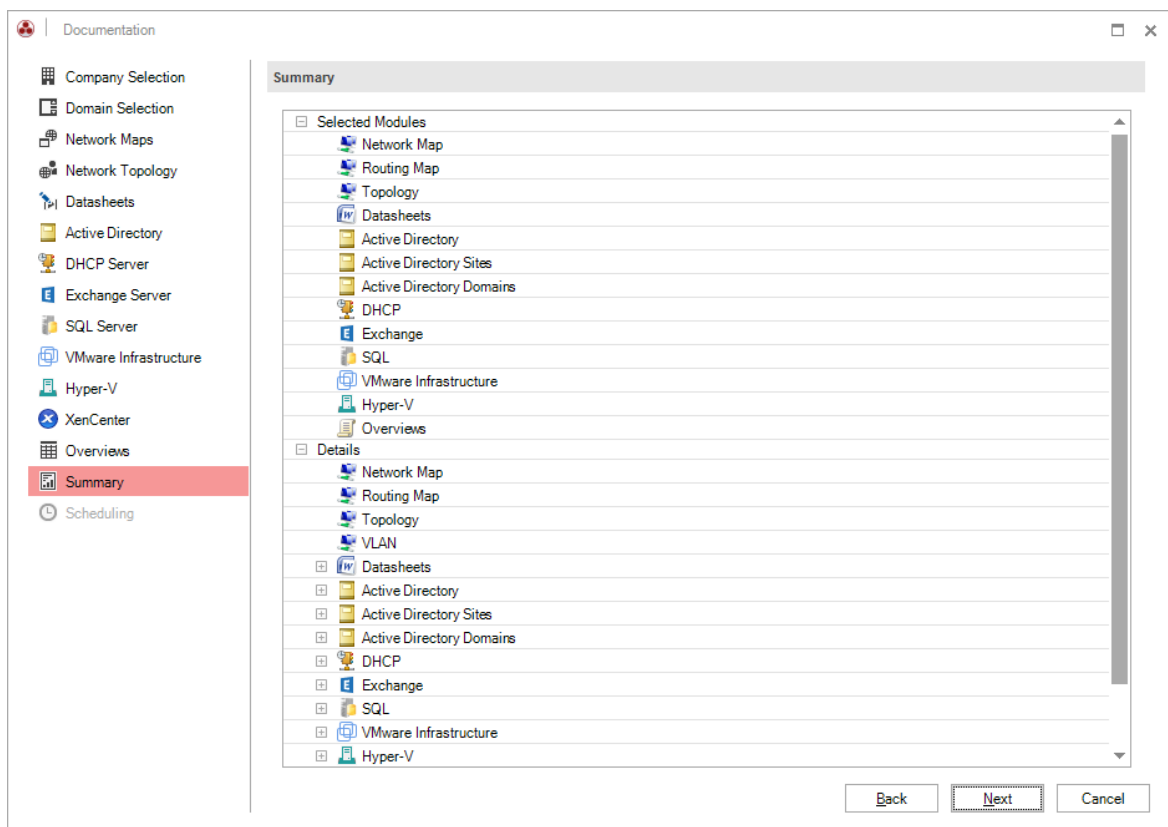 Documentation
Company Selection
Domain Selection
Network Maps
Network Topology
Datasheets
Active Directory
DHCP Server
Exchange Server
SQL Server
VMware Infrastructure
Hyper-V
XenCenter
Overviews
Summary
Scheduling
Summary
Selected Modules
Network Map
Routing Map
Topology
Datasheets
Active Directory
Active Directory Sites
Active Directory Domains
DHCP
Exchange
SQL
VMware Infrastructure
Hyper-V
Overviews
Details
Network Map
Routing Map
Topology
VLAN
Datasheets
Active Directory
Active Directory Sites
Active Directory Domains
DHCP
Exchange
SQL
VMware Infrastructure
Hyper-V
Back Next Cancel